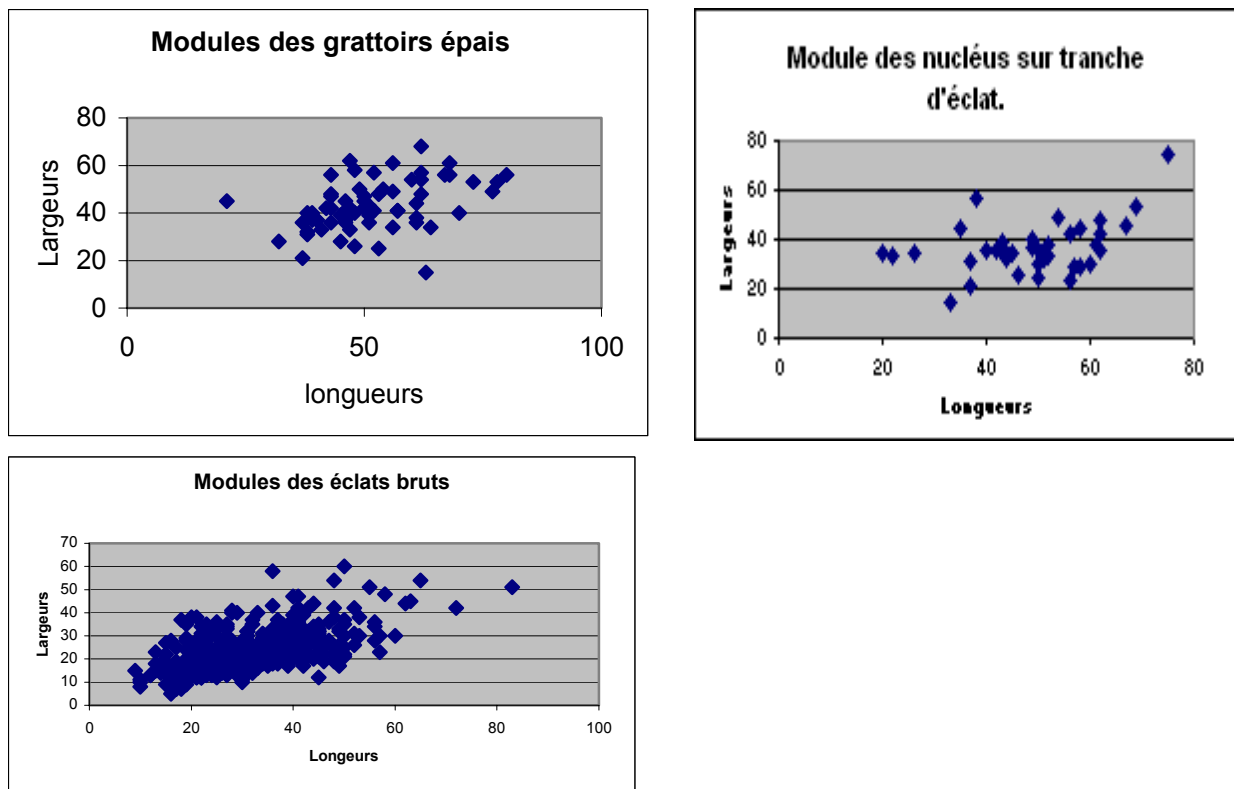 Modules des grattoirs épais
80
60
40
20
0
Largeurs
0 50 100
longueurs
Module des nucléus sur tranche
d'éclat.
80
60
40
20
0
Largeurs
0 20 40 60 80
Longueurs
Modules des éclats bruts
70
60
50
40
30
20
10
0
Largeurs
0 20 40 60 80 100
Longeurs